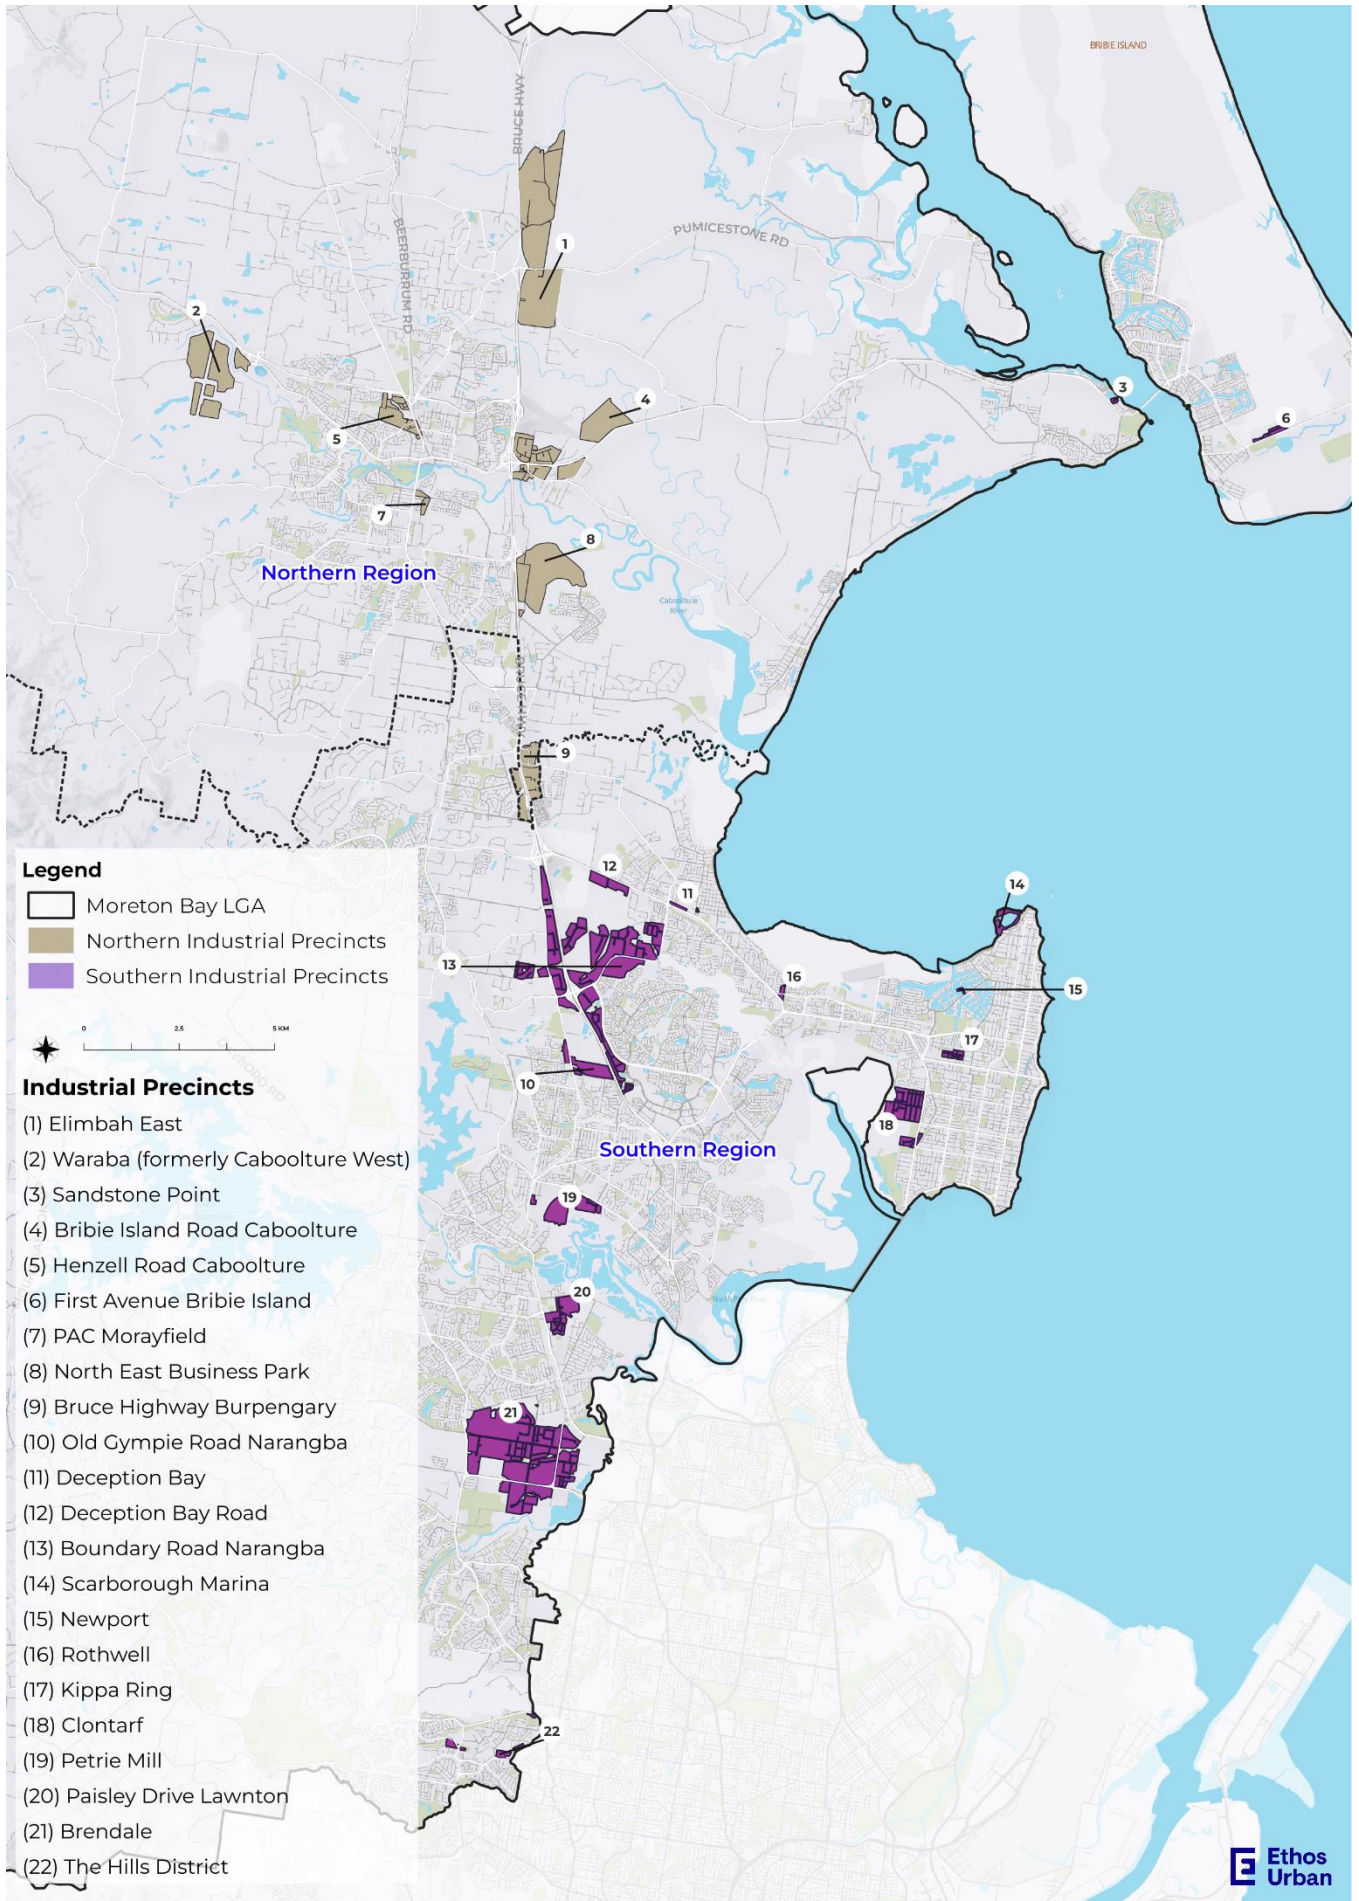 BRIBIE ISLAND
BRUCE HWY
1
PUMICESTONE RD
BEERBURRUM RD
2
3
4
5
6
7
8
Northern Region
Caboolture
River
9
Legend
Moreton Bay LGA
Northern Industrial Precincts
Southern Industrial Precincts
0 2.5 5 KM
12
11
14
13
16
15
17
10
18
Southern Region
19
20
21
22
Industrial Precincts
(1) Elimbah East
(2) Waraba (formerly Caboolture West)
(3) Sandstone Point
(4) Bribie Island Road Caboolture
(5) Henzell Road Caboolture
(6) First Avenue Bribie Island
(7) PAC Morayfield
(8) North East Business Park
(9) Bruce Highway Burpengary
(10) Old Gympie Road Narangba
(11) Deception Bay
(12) Deception Bay Road
(13) Boundary Road Narangba
(14) Scarborough Marina
(15) Newport
(16) Rothwell
(17) Kippa Ring
(18) Clontarf
(19) Petrie Mill
(20) Paisley Drive Lawnton
(21) Brendale
(22) The Hills District
Ethos
Urban